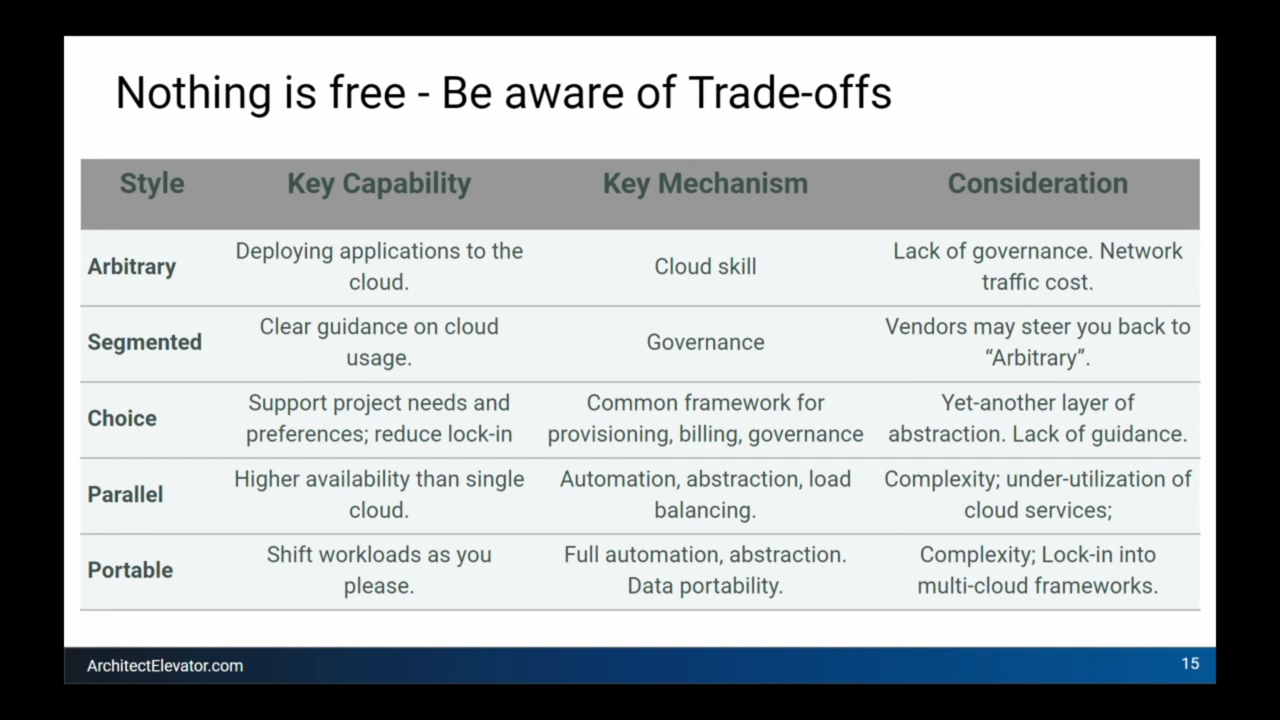 Nothing is free - Be aware of Trade-offs
Style Key Capability Key Mechanism Consideration
Arbitrary
Deploying applications to the
cloud.
Cloud skill
Lack of governance. Network
traffic cost.
Segmented
Clear guidance on cloud
usage.
Governance
Vendors may steer you back to
“Arbitrary”.
Choice
Support project needs and
preferences; reduce lock-in
Common framework for
provisioning, billing, governance
Yet-another layer of
abstraction. Lack of guidance.
Parallel
Higher availability than single
cloud.
Automation, abstraction, load
balancing.
Complexity; under-utilization of
cloud services;
Portable
Shift workloads as you
please.
Full automation, abstraction.
Data portability.
Complexity; Lock-in into
multi-cloud frameworks.
ArchitectElevator.com
15